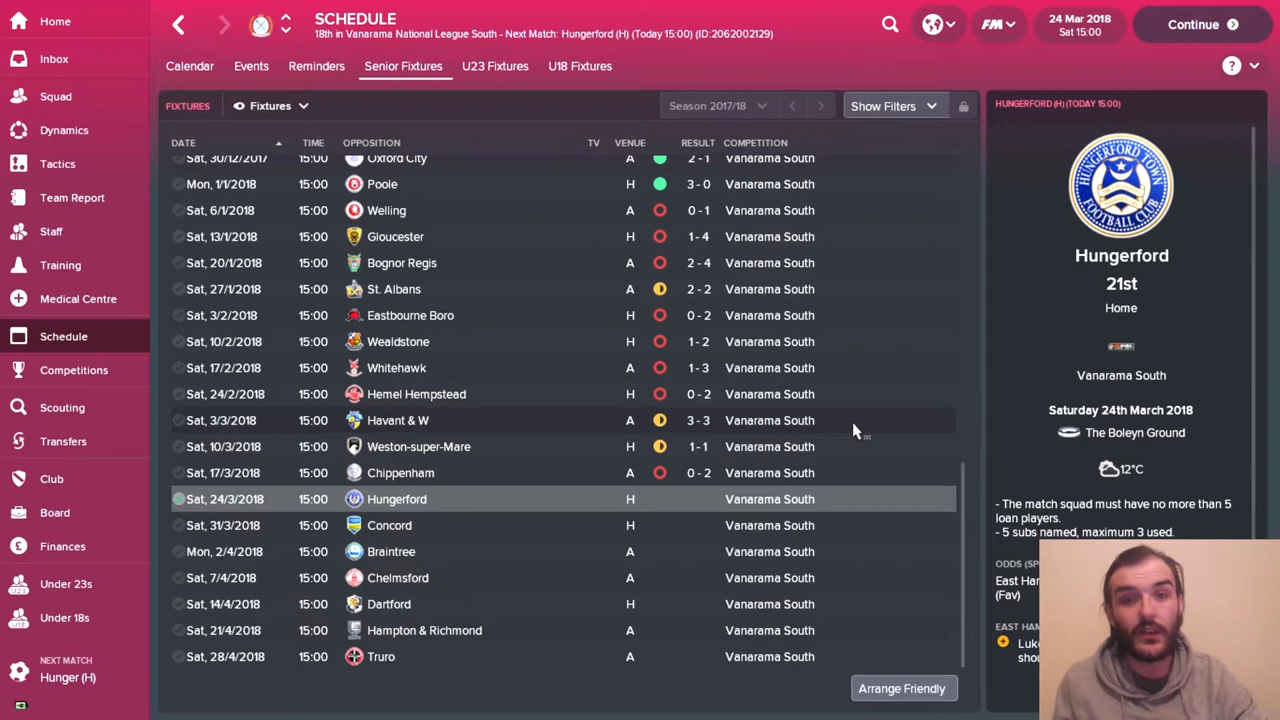 Home
Inbox
Squad
Dynamics
Tactics
Team Report
Staff
Training
Medical Centre
Schedule
Competitions
Scouting
Transfers
Club
Board
Finances
Under 23s
Under 18s
NEXT MATCH
Hunger (H)
SCHEDULE
18th in Vanarama National League South - Next Match: Hungerford (H) (Today 15:00) (ID:2062002129)
FM
24 Mar 2018
Sat 15:00
Continue
Calendar Events Reminders Senior Fixtures U23 Fixtures U18 Fixtures
?
FIXTURES Fixtures Season 2017/18 Show Filters
DATE TIME OPPOSITION TV VENUE RESULT COMPETITION
Sat, 30/12/2017 15:00 Oxford City A 2 - 1 Vanarama South
Mon, 1/1/2018 15:00 Poole H 3 - 0 Vanarama South
Sat, 6/1/2018 15:00 Welling A 0 - 1 Vanarama South
Sat, 13/1/2018 15:00 Gloucester H 1 - 4 Vanarama South
Sat, 20/1/2018 15:00 Bognor Regis A 2 - 4 Vanarama South
Sat, 27/1/2018 15:00 St. Albans A 2 - 2 Vanarama South
Sat, 3/2/2018 15:00 Eastbourne Boro H 0 - 2 Vanarama South
Sat, 10/2/2018 15:00 Wealdstone H 1 - 2 Vanarama South
Sat, 17/2/2018 15:00 Whitehawk A 1 - 3 Vanarama South
Sat, 24/2/2018 15:00 Hemel Hempstead H 0 - 2 Vanarama South
Sat, 3/3/2018 15:00 Havant & W A 3 - 3 Vanarama South
Sat, 10/3/2018 15:00 Weston-super-Mare H 1 - 1 Vanarama South
Sat, 17/3/2018 15:00 Chippenham A 0 - 2 Vanarama South
Sat, 24/3/2018 15:00 Hungerford H Vanarama South
Sat, 31/3/2018 15:00 Concord H Vanarama South
Mon, 2/4/2018 15:00 Braintree A Vanarama South
Sat, 7/4/2018 15:00 Chelmsford A Vanarama South
Sat, 14/4/2018 15:00 Dartford H Vanarama South
Sat, 21/4/2018 15:00 Hampton & Richmond A Vanarama South
Sat, 28/4/2018 15:00 Truro A Vanarama South
Arrange Friendly
HUNGERFORD (H) (TODAY 15:00)
HUNGERFORD TOWN
FOOTBALL CLUB
Hungerford
21st
Home
Vanarama South
Saturday 24th March 2018
The Boleyn Ground
12°C
- The match squad must have no more than 5
loan players.
- 5 subs named, maximum 3 used.
ODDS (SP
East Har
(Fav)
EAST HAM
Luk
sho